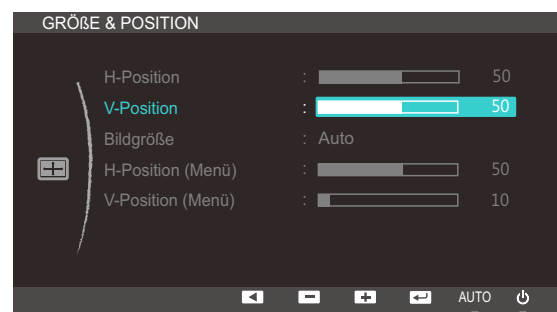 GRÖßE & POSITION
H-Position : 50
V-Position : 50
Bildgröße : Auto
H-Position (Menü) : 50
V-Position (Menü) : 10
AUTO